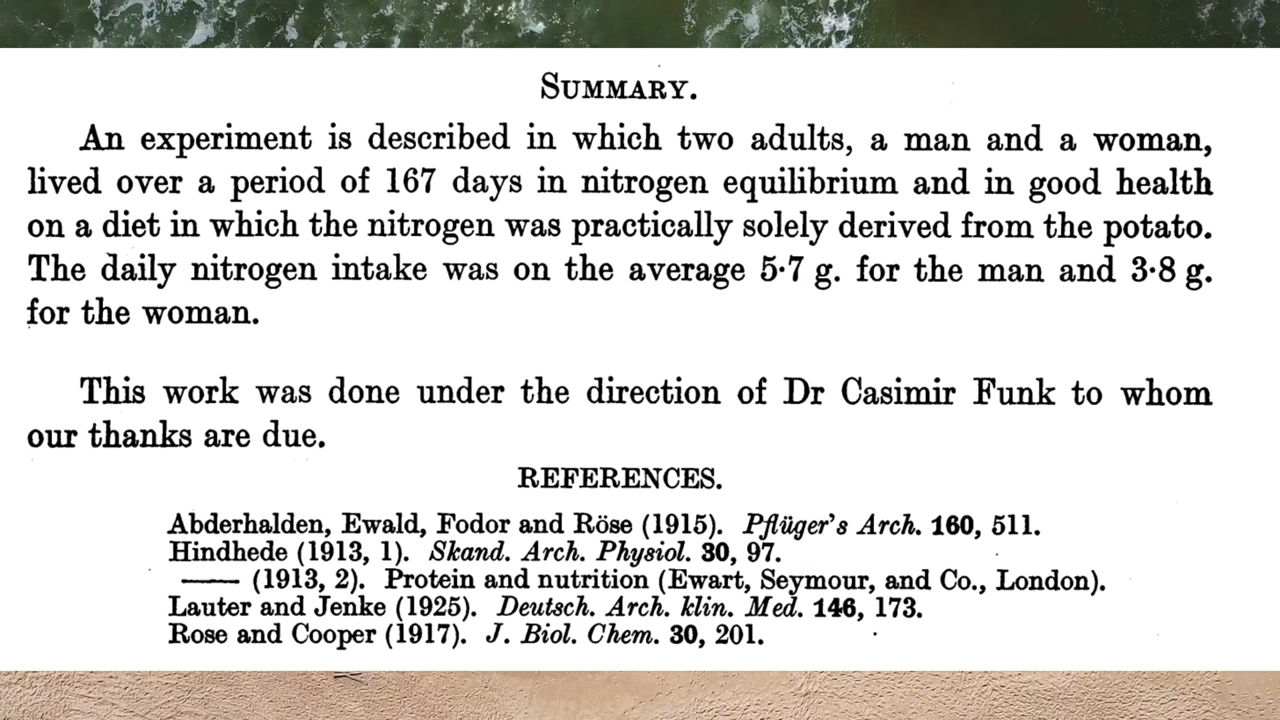 SUMMARY.
An experiment is described in which two adults, a man and a woman,
lived over a period of 167 days in nitrogen equilibrium and in good health
on a diet in which the nitrogen was practically solely derived from the potato.
The daily nitrogen intake was on the average 5·7 g. for the man and 3·8 g.
for the woman.
This work was done under the direction of Dr Casimir Funk to whom
our thanks are due.
REFERENCES.
Abderhalden, Ewald, Fodor and Röse (1915). Pflüger's Arch. 160, 511.
Hindhede (1913, 1). Skand. Arch. Physiol. 30, 97.
—— (1913, 2). Protein and nutrition (Ewart, Seymour, and Co., London).
Lauter and Jenke (1925). Deutsch. Arch. klin. Med. 146, 173.
Rose and Cooper (1917). J. Biol. Chem. 30, 201.